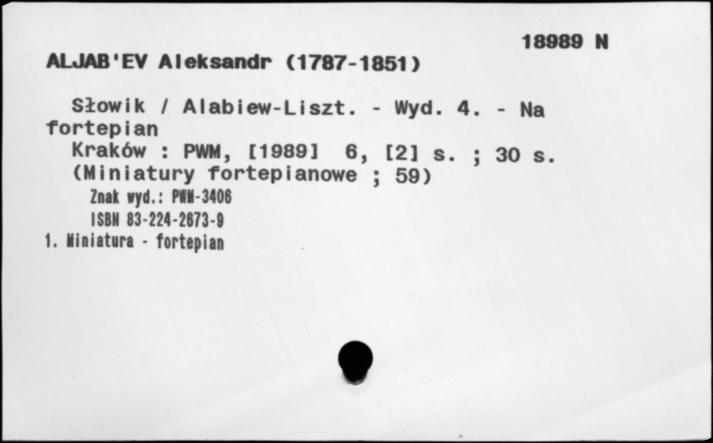 18989 N
ALJAB'EV Aleksandr (1787-1851)
Słowik / Alabiew-Liszt. - Wyd. 4. - Na
fortepian
Kraków : PWM, [1989] 6, [2] s. ; 30 s.
(Miniatury fortepianowe ; 59)
Znak wyd.: PWM-3406
ISBN 83-224-2673-9
1. Miniatura - fortepian